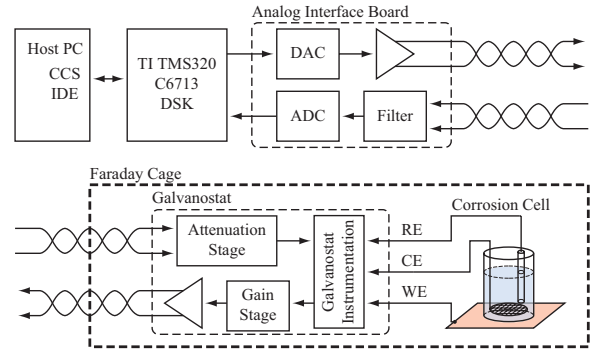 Analog Interface Board
Host PC
CCS
IDE
TI TMS320
C6713
DSK
DAC
ADC
Filter
Faraday Cage
Galvanostat
Attenuation
Stage
Gain
Stage
Galvanostat
Instrumentation
RE
CE
WE
Corrosion Cell